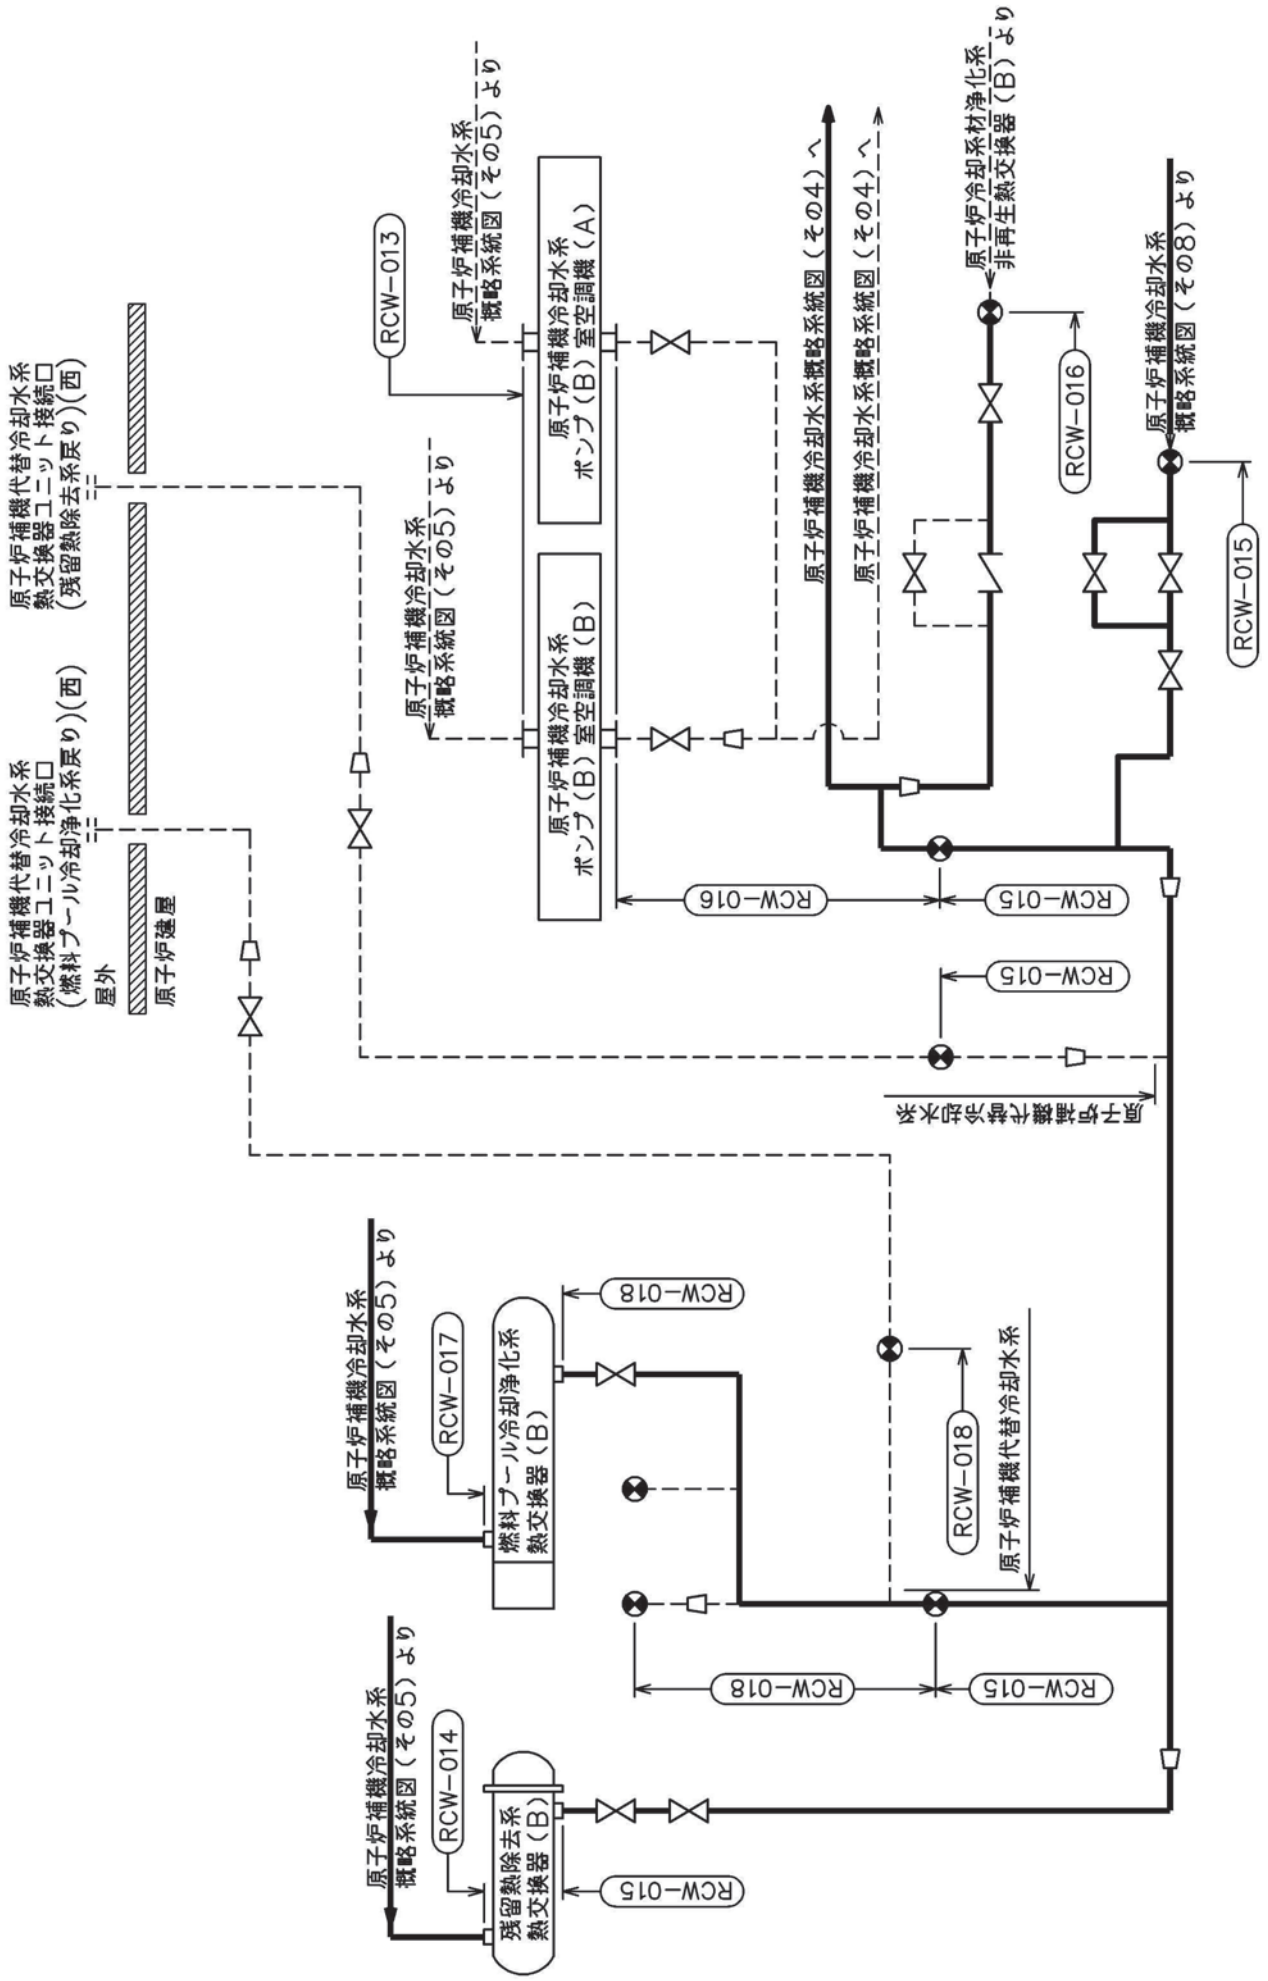 原子炉補機代替冷却水系
熱交換器ユニット接続口
(燃料プール冷却浄化系戻り)(西)
屋外
原子炉建屋
原子炉補機代替冷却水系
熱交換器ユニット接続口
(残留熱除去系戻り)(西)
原子炉補機冷却水系
概略系統図(その5)より
RCW-014
残留熱除去系
熱交換器(B)
RCW-015
原子炉補機冷却水系
概略系統図(その5)より
RCW-017
燃料プール冷却浄化系
熱交換器(B)
RCW-018
RCW-018
RCW-015
RCW-018
原子炉補機代替冷却水系
原子炉補機代替冷却水系
RCW-015
原子炉補機冷却水系
概略系統図(その5)より
原子炉補機冷却水系
ポンプ(B)室空調機(B)
RCW-013
原子炉補機冷却水系
概略系統図(その5)より
原子炉補機冷却水系
ポンプ(B)室空調機(A)
RCW-016
RCW-015
原子炉補機冷却水系概略系統図(その4)へ
原子炉補機冷却水系概略系統図(その4)へ
原子炉冷却系材浄化系
非再生熱交換器(B)より
RCW-016
原子炉補機冷却水系
概略系統図(その8)より
RCW-015